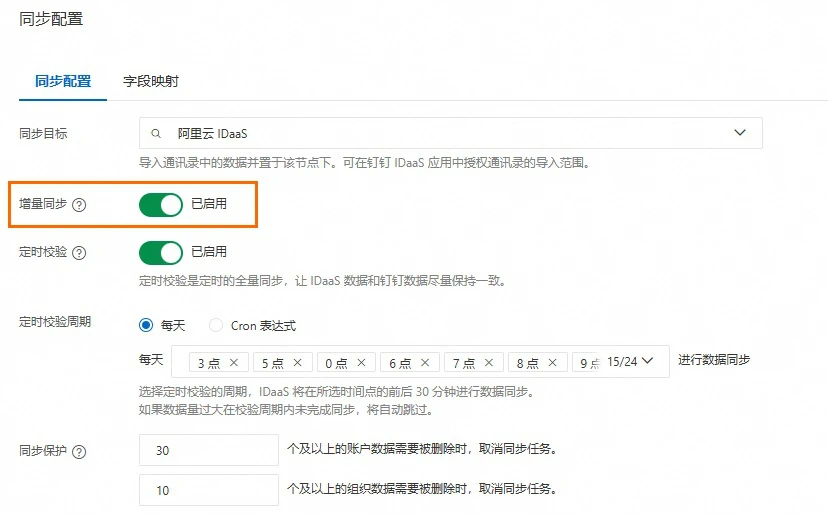 同步配置
同步配置 字段映射
同步目标 阿里云 IDaaS
导入通讯录中的数据并置于该节点下。可在钉钉 IDaaS 应用中授权通讯录的导入范围。
增量同步 ? 已启用
定时校验 ? 已启用
定时校验是定时的全量同步，让 IDaaS 数据和钉钉数据尽量保持一致。
定时校验周期 每天 Cron 表达式
每天 3 点 × 5 点 × 0 点 × 6 点 × 7 点 × 8 点 × 9 点 15/24 进行数据同步
选择定时校验的周期，IDaaS 将在所选时间点的前后 30 分钟进行数据同步。
如果数据量过大在校验周期内未完成同步，将自动跳过。
同步保护 ? 30 个及以上的账户数据需要被删除时，取消同步任务。
10 个及以上的组织数据需要被删除时，取消同步任务。